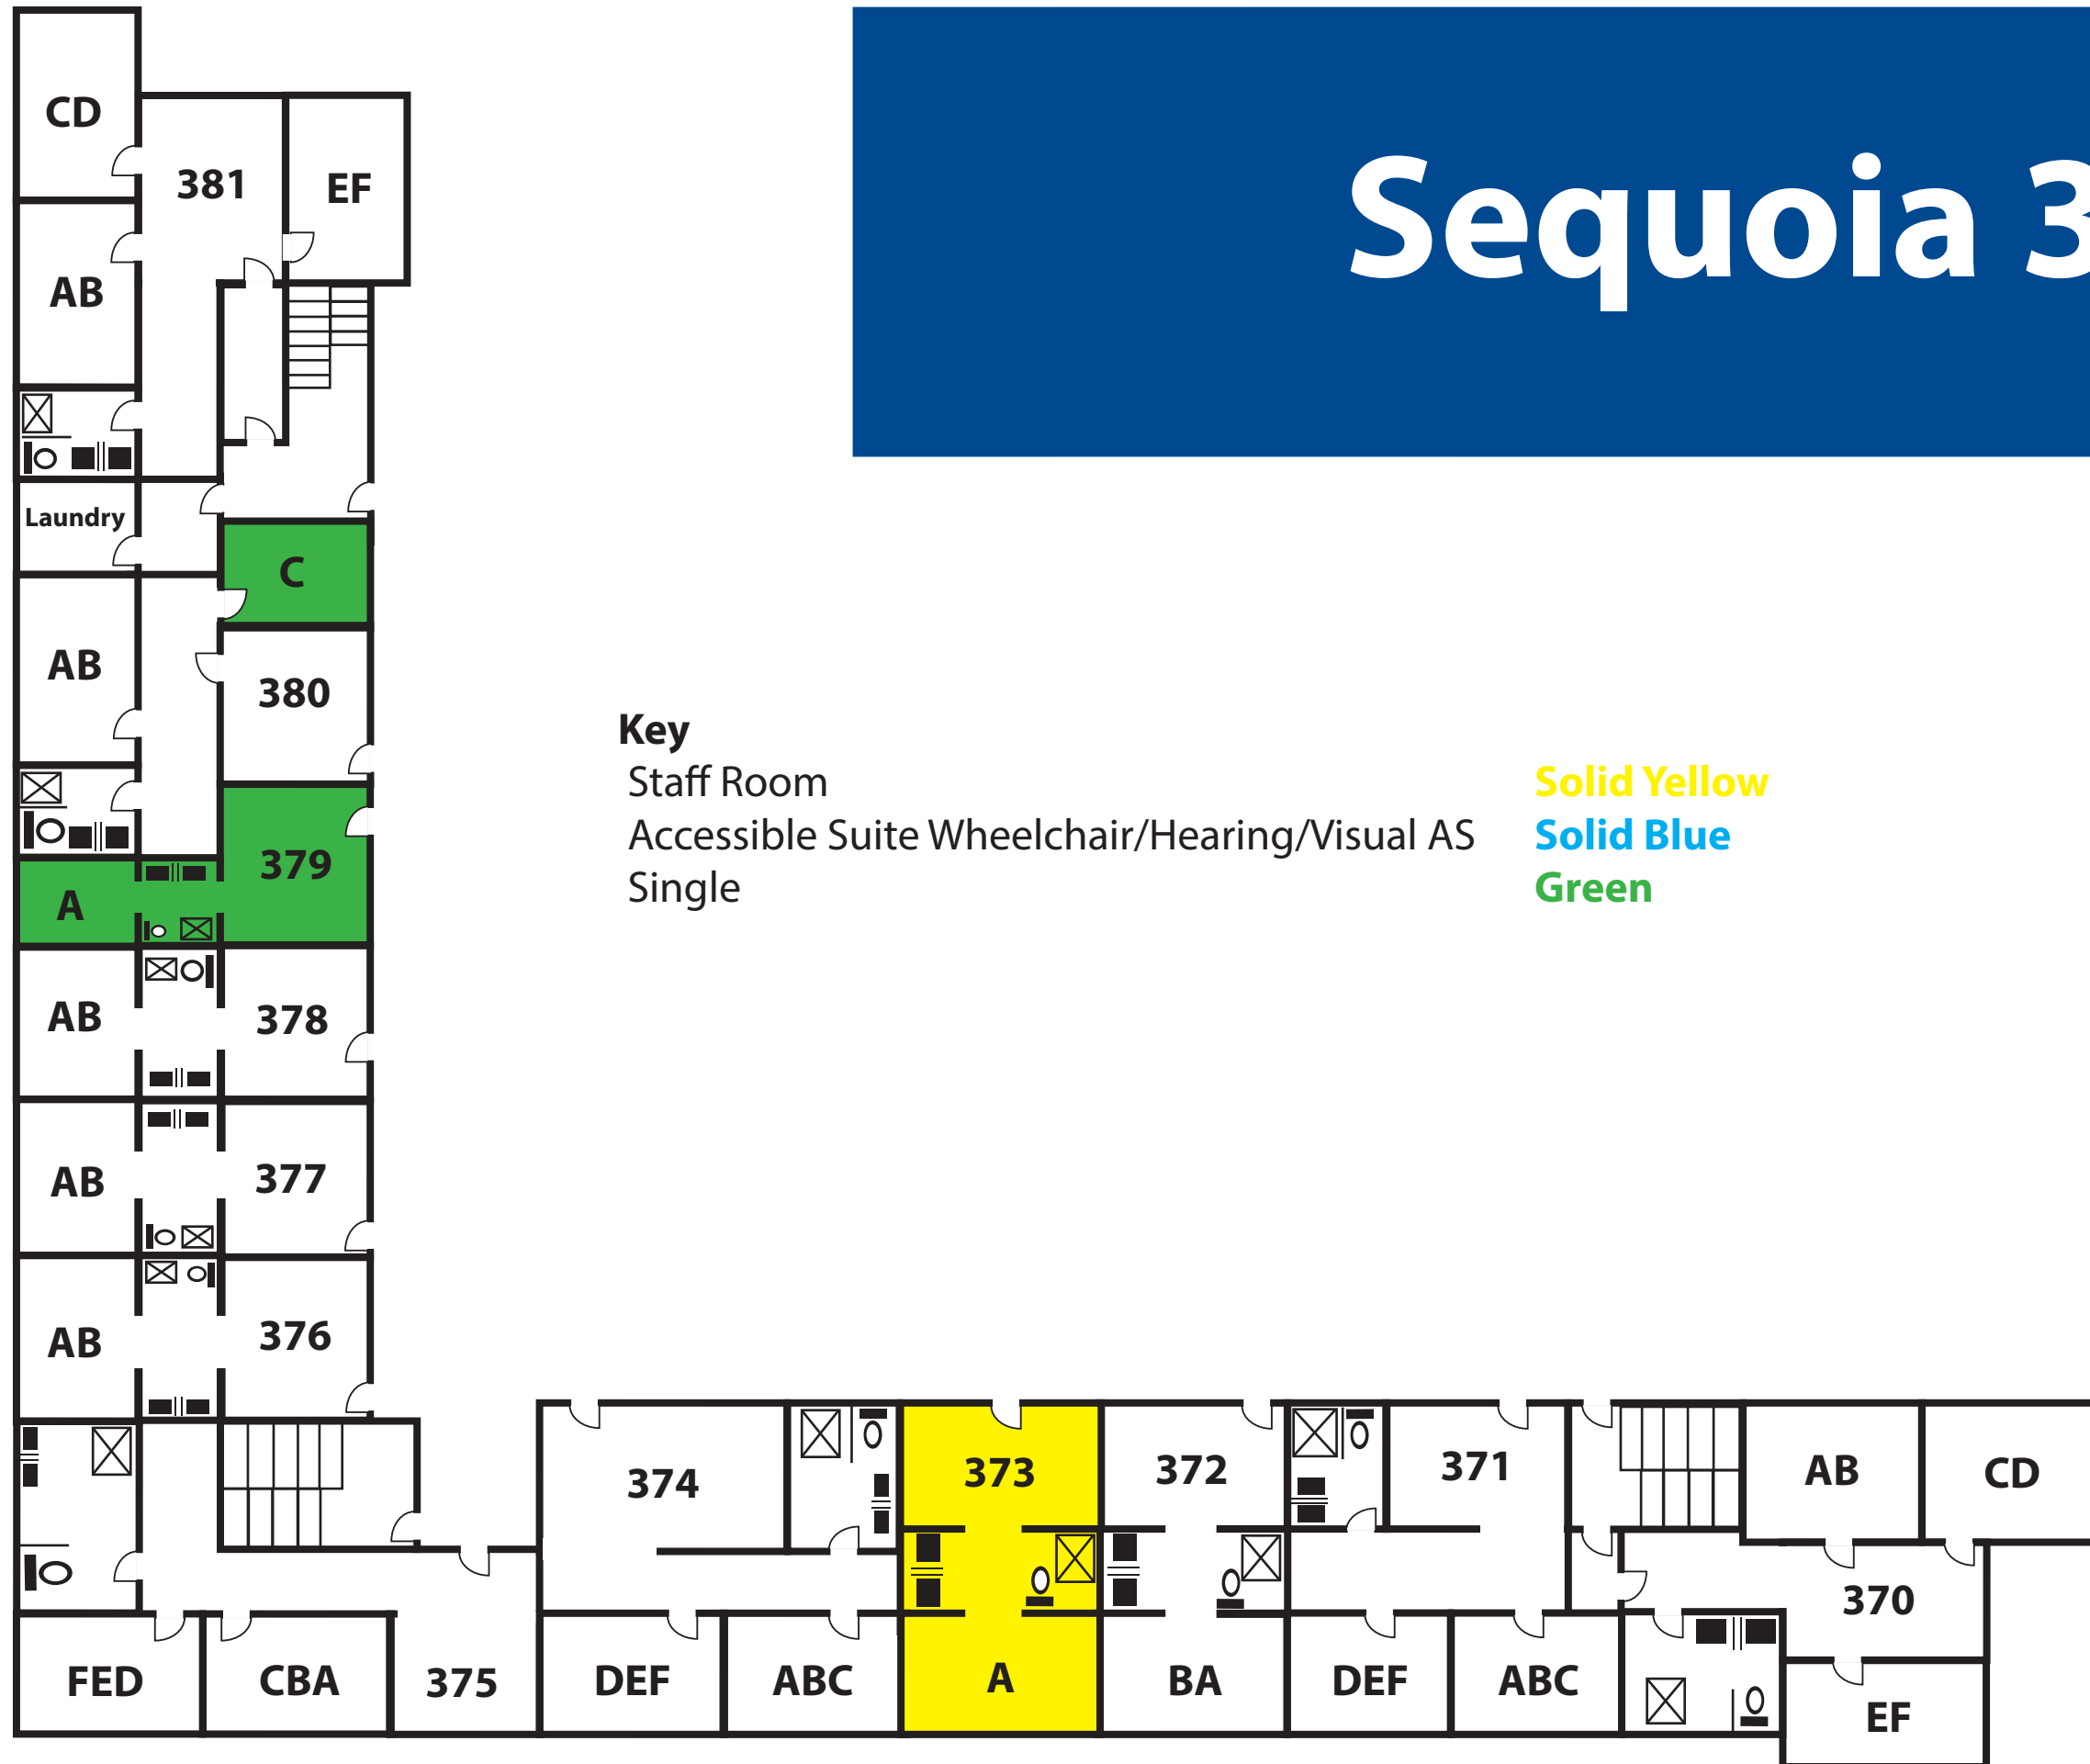 Sequoia 3
CD
381
EF
AB
Laundry
C
AB
380
Key
Staff Room Solid Yellow
Accessible Suite Wheelchair/Hearing/Visual AS Solid Blue
Single Green
379
A
AB
378
AB
377
AB
376
374
373
372
371
AB
CD
370
FED
CBA
375
DEF
ABC
A
BA
DEF
ABC
EF